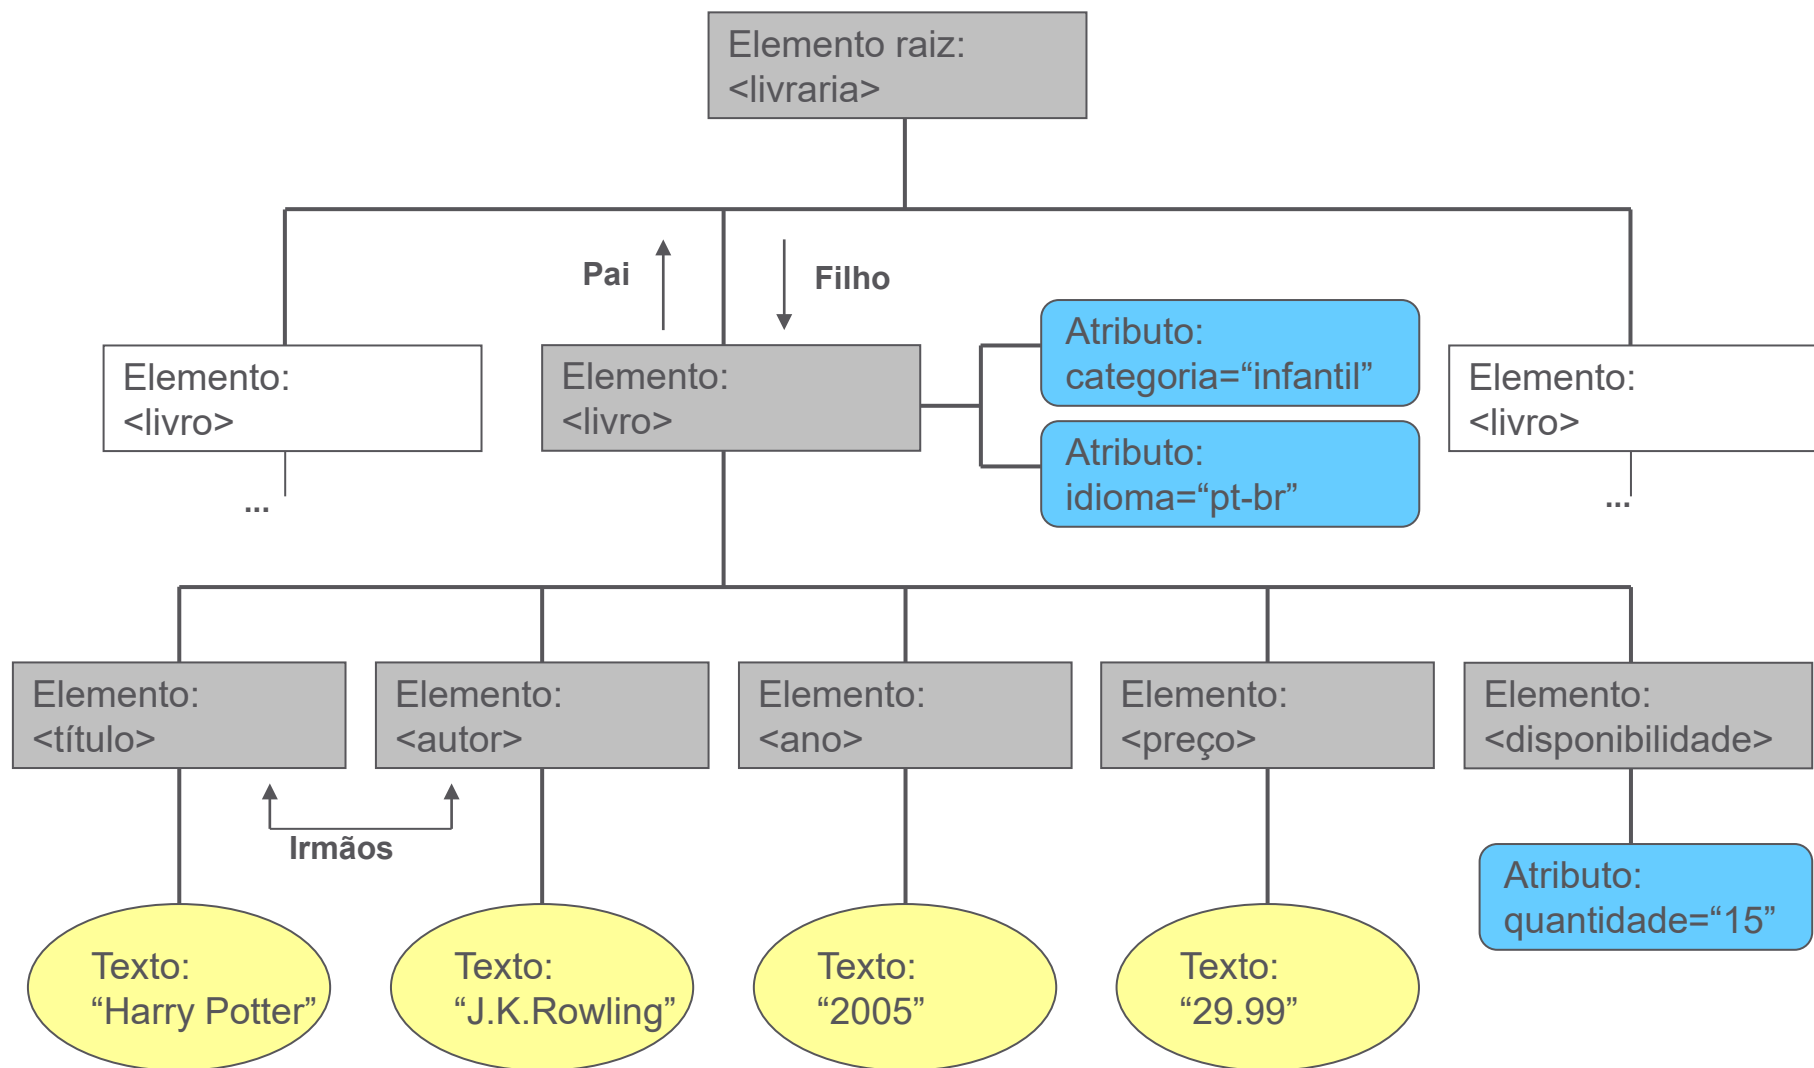 Elemento raiz:
<livraria>
Pai
Filho
Elemento:
<livro>
...
Elemento:
<livro>
Atributo:
categoria=“infantil”
Atributo:
idioma=“pt-br”
Elemento:
<livro>
...
Elemento:
<título>
Elemento:
<autor>
Elemento:
<ano>
Elemento:
<preço>
Elemento:
<disponibilidade>
Irmãos
Texto:
“Harry Potter”
Texto:
“J.K.Rowling”
Texto:
“2005”
Texto:
“29.99”
Atributo:
quantidade=“15”